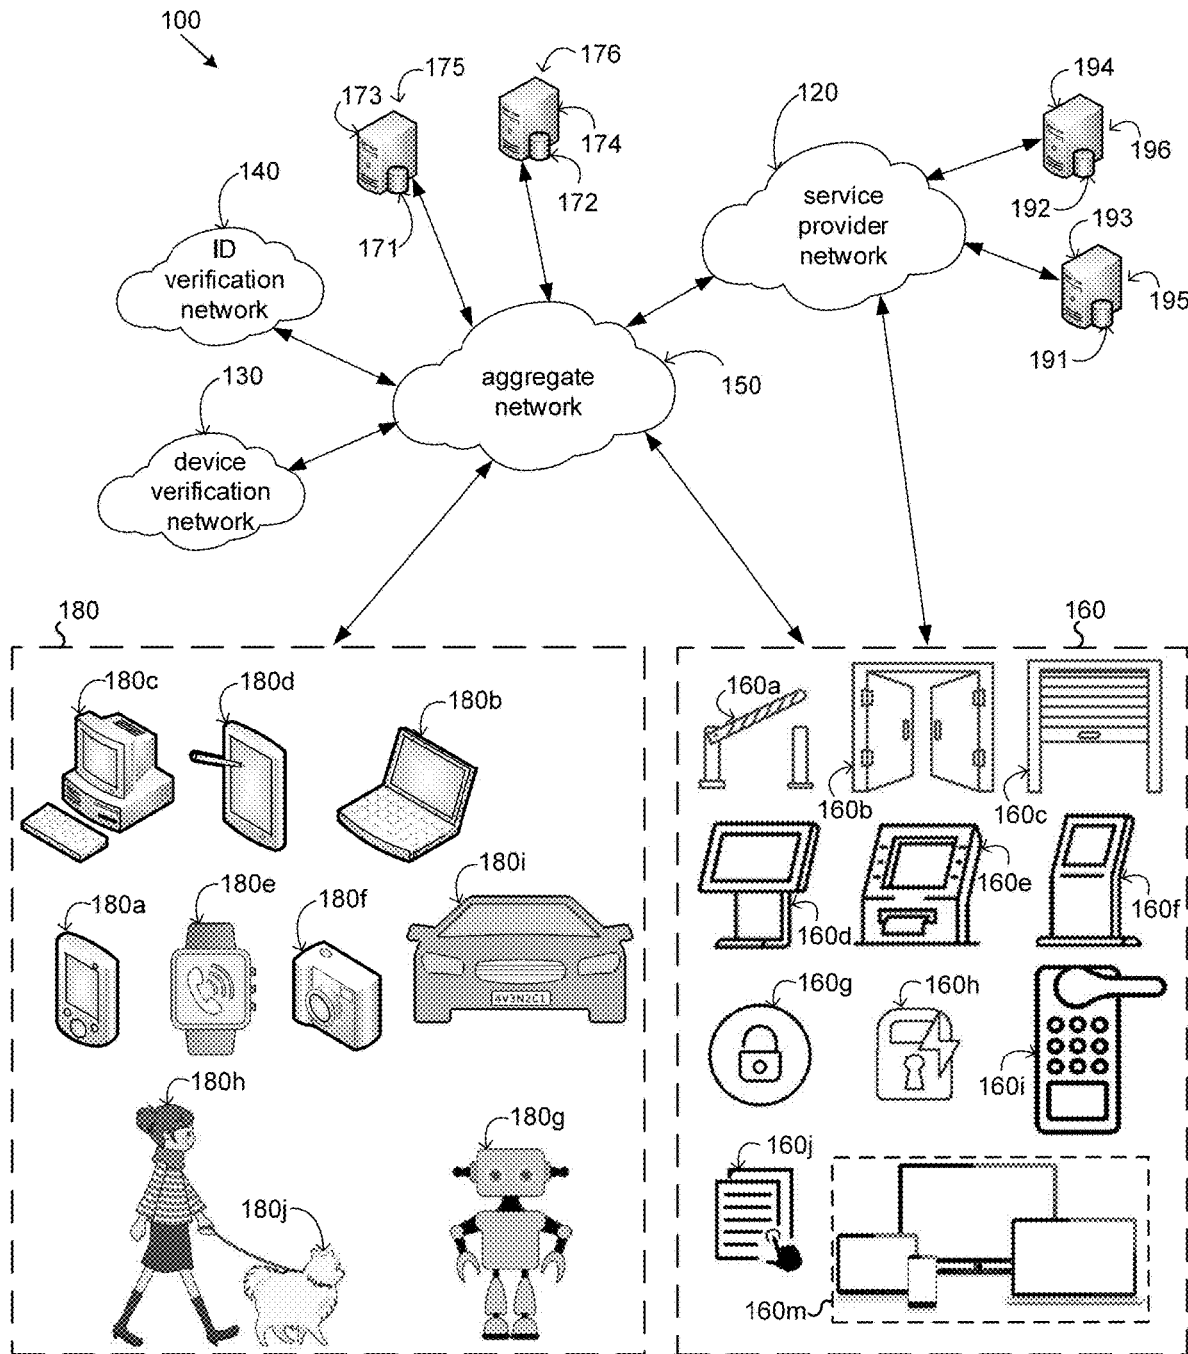 100
173
175
176
174
172
171
120
194
196
192
193
195
191
140
ID
verification
network
service
provider
network
130
device
verification
network
aggregate
network
150
180
160
180c
180d
180b
160a
160b
160c
180a
180e
180f
180i
160d
160e
160f
160g
160h
160i
180h
180g
180j
160j
160m